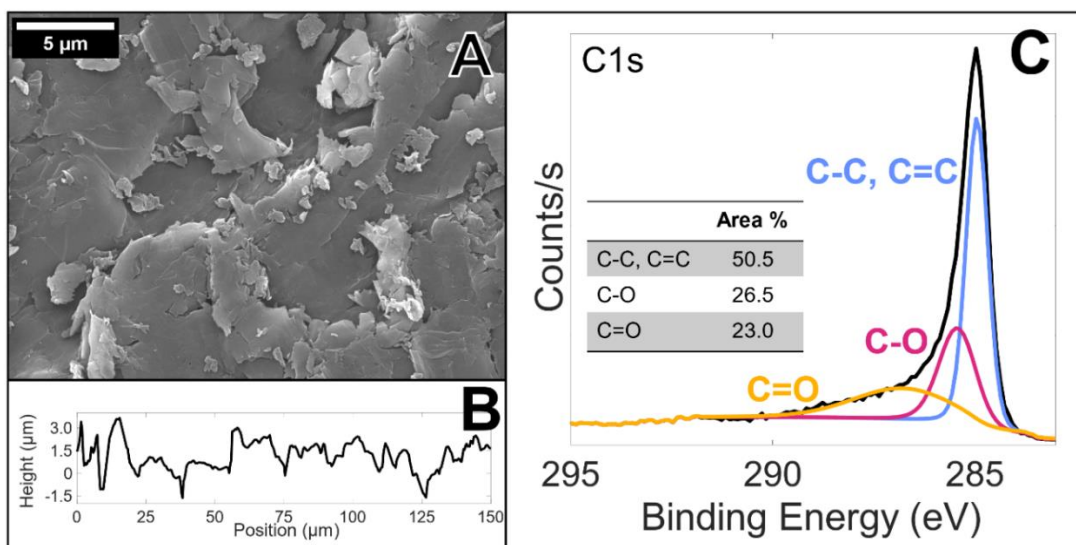 5 µm
A
B
Height (µm)
3.0
1.5
0
-1.5
0
25
50
75
100
125
150
Position (µm)
C1s
C
C-C, C=C
Area %
C-C, C=C 50.5
C-O 26.5
C=O 23.0
C-O
C=O
Counts/s
295
290
285
Binding Energy (eV)